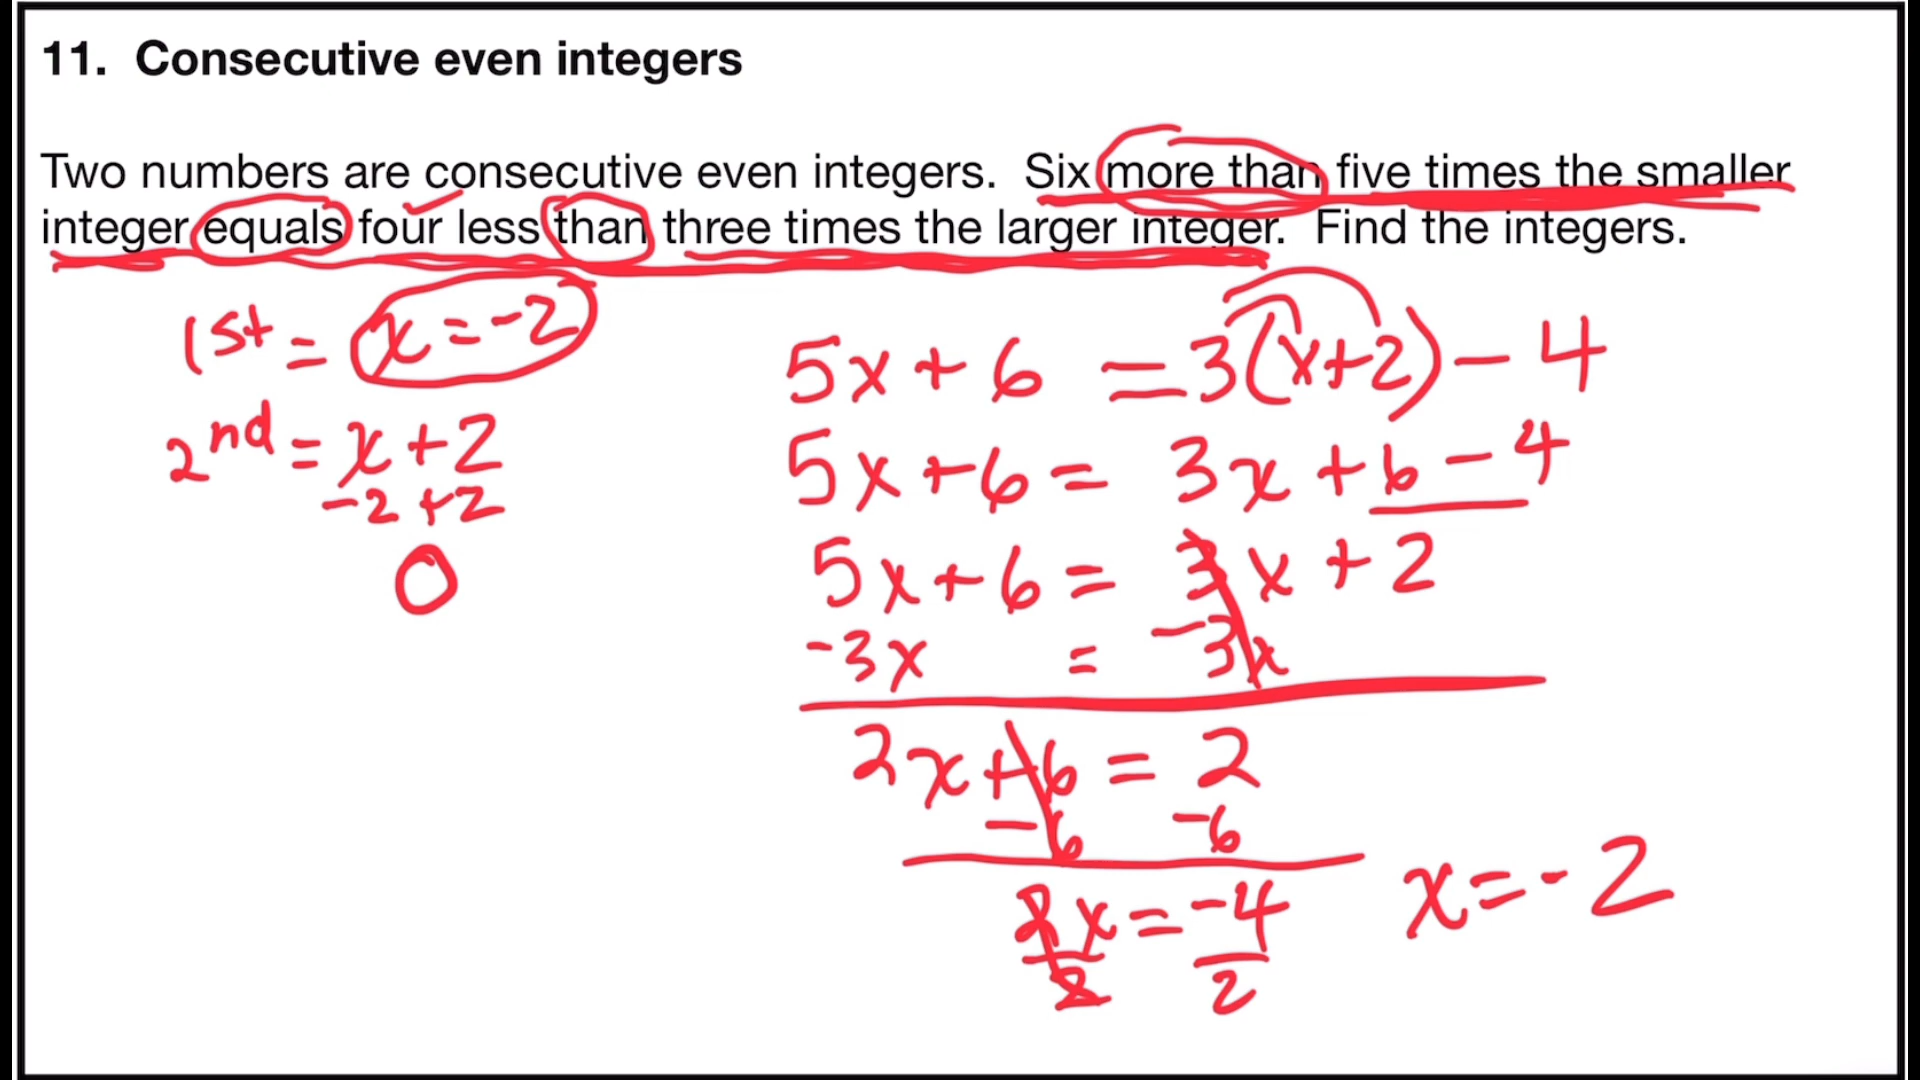 11. Consecutive even integers
Two numbers are consecutive even integers. Six more than five times the smaller
integer equals four less than three times the larger integer. Find the integers.
1st = x = -2
2nd = x + 2
-2 + 2
0
5x + 6 = 3(x+2) - 4
5x + 6 = 3x + 6 - 4
5x + 6 = 3x + 2
-3x = -3x
2x + 6 = 2
-6 -6
2x = -4
2 2
x = -2